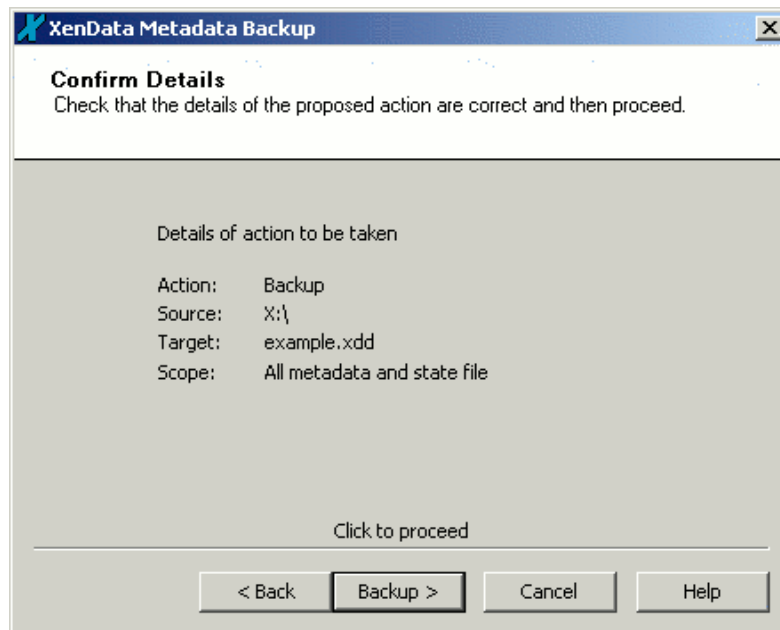 XenData Metadata Backup
Confirm Details
Check that the details of the proposed action are correct and then proceed.
Details of action to be taken
Action: Backup
Source: X:\
Target: example.xdd
Scope: All metadata and state file
Click to proceed
< Back Backup > Cancel Help